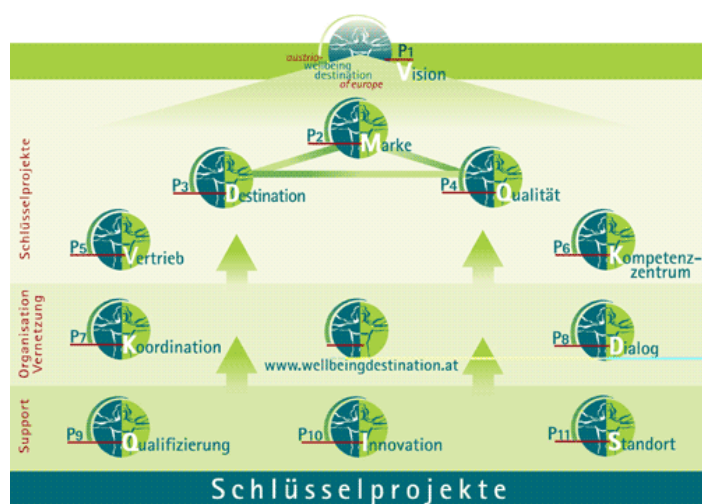 austria-
wellbeing
destination
of europe
P1
Vision
P2
Marke
P3
Destination
P4
Qualität
P5
Vertrieb
P6
Kompetenz-
zentrum
Schlüsselprojekte
P7
Koordination
www.wellbeingdestination.at
P8
Dialog
Organisation
Vernetzung
P9
Qualifizierung
P10
Innovation
P11
Standort
Support
Schlüsselprojekte